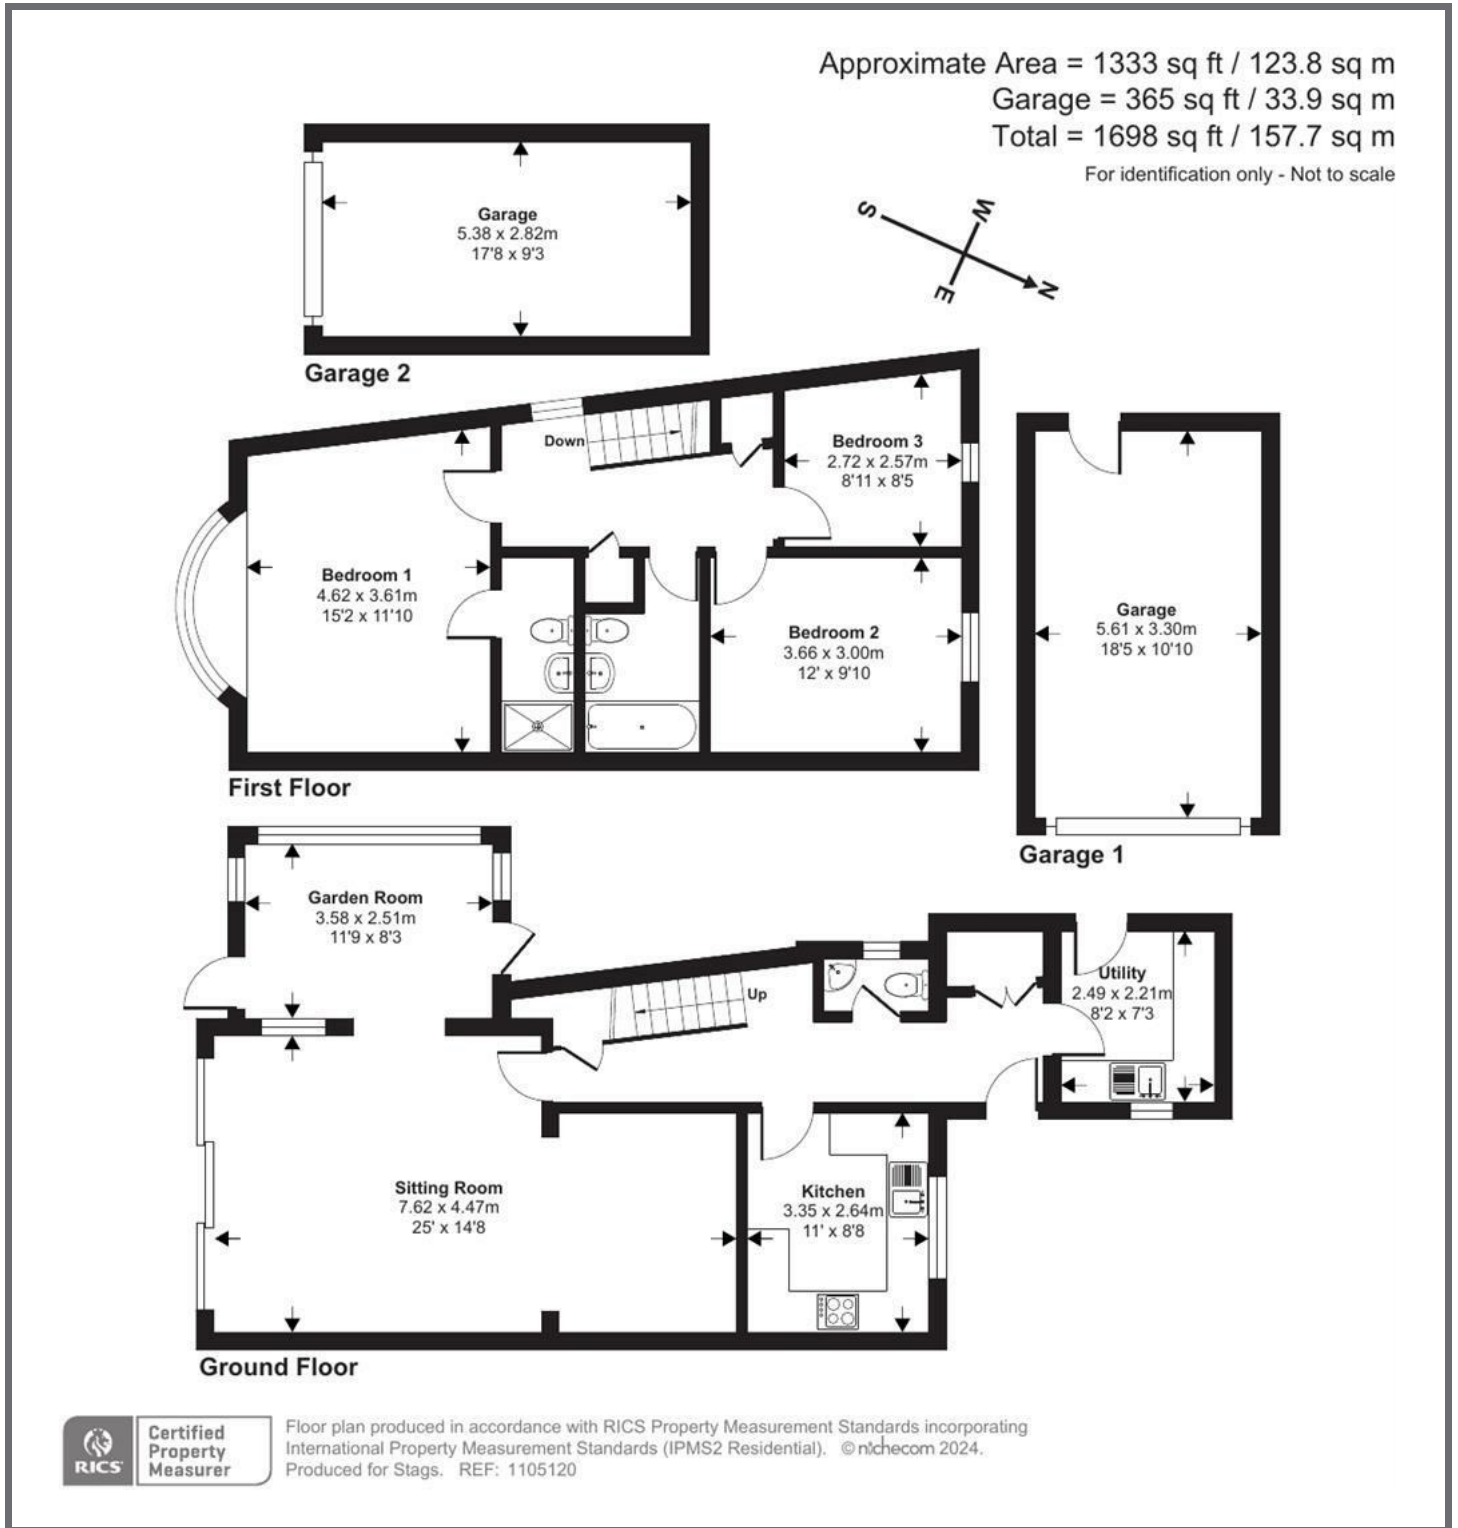 Approximate Area = 1333 sq ft / 123.8 sq m
Garage = 365 sq ft / 33.9 sq m
Total = 1698 sq ft / 157.7 sq m
For identification only - Not to scale
S
W
E
N
Garage
5.38 x 2.82m
17'8 x 9'3
Garage 2
Down
Bedroom 3
2.72 x 2.57m
8'11 x 8'5
Bedroom 1
4.62 x 3.61m
15'2 x 11'10
Bedroom 2
3.66 x 3.00m
12' x 9'10
First Floor
Garage
5.61 x 3.30m
18'5 x 10'10
Garage 1
Garden Room
3.58 x 2.51m
11'9 x 8'3
Up
Utility
2.49 x 2.21m
8'2 x 7'3
Sitting Room
7.62 x 4.47m
25' x 14'8
Kitchen
3.35 x 2.64m
11' x 8'8
Ground Floor
RICS
Certified
Property
Measurer
Floor plan produced in accordance with RICS Property Measurement Standards incorporating
International Property Measurement Standards (IPMS2 Residential). © nichecom 2024.
Produced for Stags. REF: 1105120